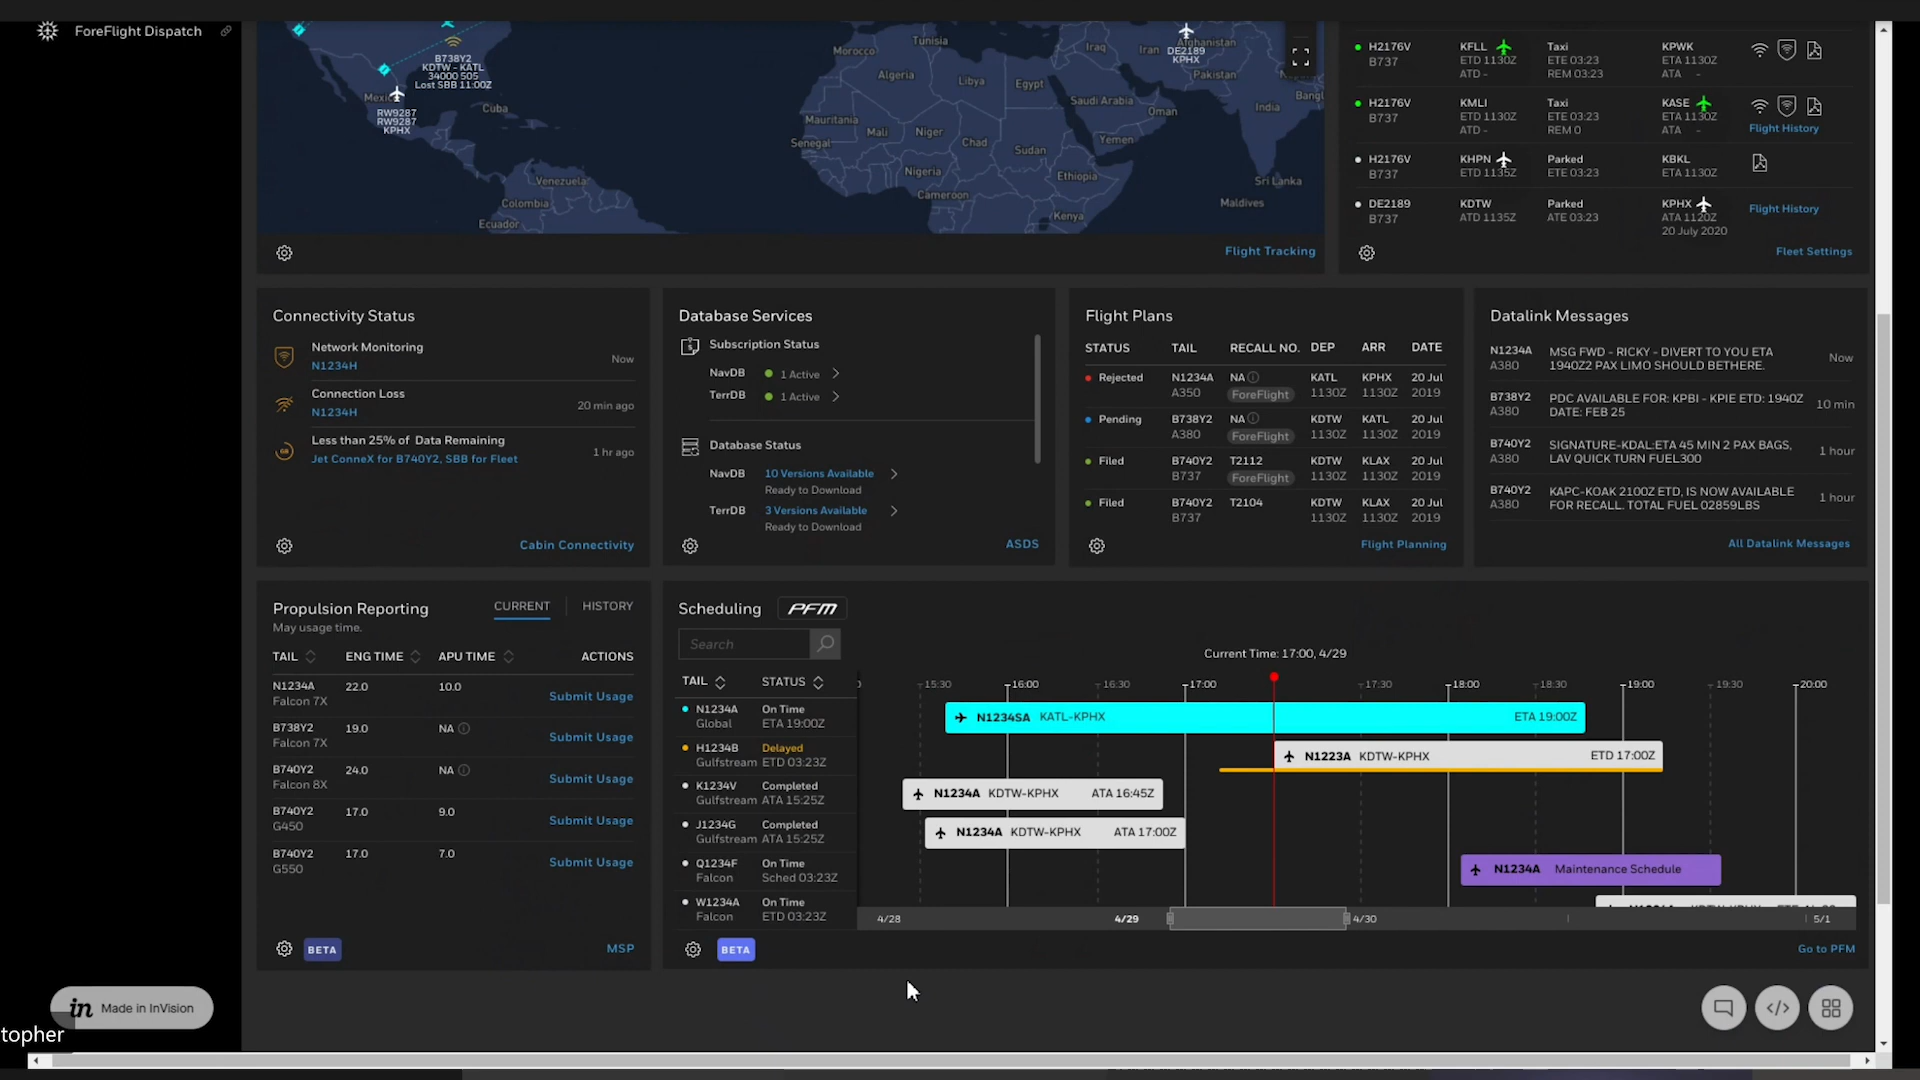 ForeFlight Dispatch
B738Y2
KDTW - KATL
34000 505
Lost SBB 11:00Z
Mexic
RW9287
RW9287
KPHX
Cuba
Venezuela
Colombia
Ecuador
Morocco
Tunisia
Algeria
Libya
Egypt
Mauritania
Mali
Niger
Chad
Sudan
Senegal
Nigeria
Cameroon
Ethiopia
Kenya
Iraq
Iran
Afghanistan
DE2189
KPHX
Pakistan
Saudi Arabia
Oman
Yemen
India
Bangl
Sri Lanka
Maldives
Flight Tracking
H2176V KFLL Taxi KPWK
B737 ETD 1130Z ETE 03:23 ETA 1130Z
ATD - REM 03:23 ATA -
H2176V KMLI Taxi KASE
B737 ETD 1130Z ETE 03:23 ETA 1130Z
ATD - REM 0 ATA - Flight History
H2176V KHPN Parked KBKL
B737 ETD 1135Z ETE 03:23 ETA 1130Z
DE2189 KDTW Parked KPHX Flight History
B737 ATD 1135Z ATE 03:23 ATA 1120Z
20 July 2020
Fleet Settings
Connectivity Status
Network Monitoring
N1234H
Now
Connection Loss
N1234H
20 min ago
Less than 25% of Data Remaining
Jet ConneX for B740Y2, SBB for Fleet
1 hr ago
Cabin Connectivity
Database Services
Subscription Status
NavDB 1 Active
TerrDB 1 Active
Database Status
NavDB 10 Versions Available
Ready to Download
TerrDB 3 Versions Available
Ready to Download
ASDS
Flight Plans
STATUS TAIL RECALL NO. DEP ARR DATE
Rejected N1234A NA KATL KPHX 20 Jul
A350 ForeFlight 1130Z 1130Z 2019
Pending B738Y2 NA KDTW KATL 20 Jul
A380 ForeFlight 1130Z 1130Z 2019
Filed B740Y2 T2112 KDTW KLAX 20 Jul
B737 ForeFlight 1130Z 1130Z 2019
Filed B740Y2 T2104 KDTW KLAX 20 Jul
B737 1130Z 1130Z 2019
Flight Planning
Datalink Messages
N1234A MSG FWD - RICKY - DIVERT TO YOU ETA
A380 1940Z2 PAX LIMO SHOULD BETHERE.
Now
B738Y2 PDC AVAILABLE FOR: KPBI - KPIE ETD: 1940Z
A380 DATE: FEB 25
10 min
B740Y2 SIGNATURE-KDAL:ETA 45 MIN 2 PAX BAGS,
A380 LAV QUICK TURN FUEL300
1 hour
B740Y2 KAPC-KOAK 2100Z ETD, IS NOW AVAILABLE
A380 FOR RECALL. TOTAL FUEL 02859LBS
1 hour
All Datalink Messages
Propulsion Reporting CURRENT HISTORY
May usage time.
TAIL ENG TIME APU TIME ACTIONS
N1234A 22.0 10.0 Submit Usage
Falcon 7X
B738Y2 19.0 NA Submit Usage
Falcon 7X
B740Y2 24.0 NA Submit Usage
Falcon 8X
B740Y2 17.0 9.0 Submit Usage
G450
B740Y2 17.0 7.0 Submit Usage
G550
BETA MSP
Scheduling PFM
Search
Current Time: 17:00, 4/29
TAIL STATUS
15:30 16:00 16:30 17:00 17:30 18:00 18:30 19:00 19:30 20:00
N1234A On Time
Global ETA 19:00Z
N1234SA KATL-KPHX ETA 19:00Z
H1234B Delayed
Gulfstream ETD 03:23Z
N1223A KDTW-KPHX ETD 17:00Z
K1234V Completed
Gulfstream ATA 15:25Z
N1234A KDTW-KPHX ATA 16:45Z
J1234G Completed
Gulfstream ATA 15:25Z
N1234A KDTW-KPHX ATA 17:00Z
Q1234F On Time
Falcon Sched 03:23Z
N1234A Maintenance Schedule
W1234A On Time
Falcon ETD 03:23Z
4/28 4/29 4/30 5/1
BETA Go to PFM
in Made in InVision
topher